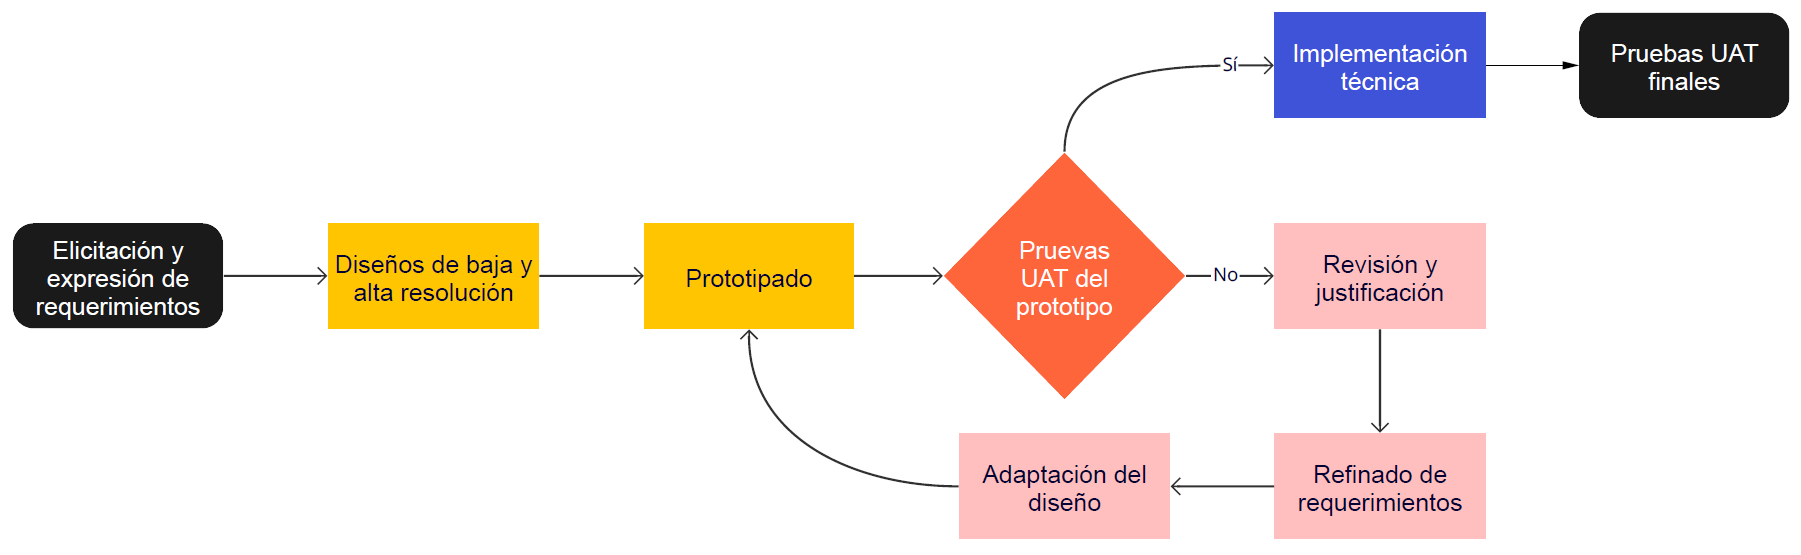 Elicitación y
expresión de
requerimientos
Diseños de baja y
alta resolución
Prototipado
Pruevas
UAT del
prototipo
Sí
Implementación
técnica
Pruebas UAT
finales
No
Revisión y
justificación
Refinado de
requerimientos
Adaptación del
diseño